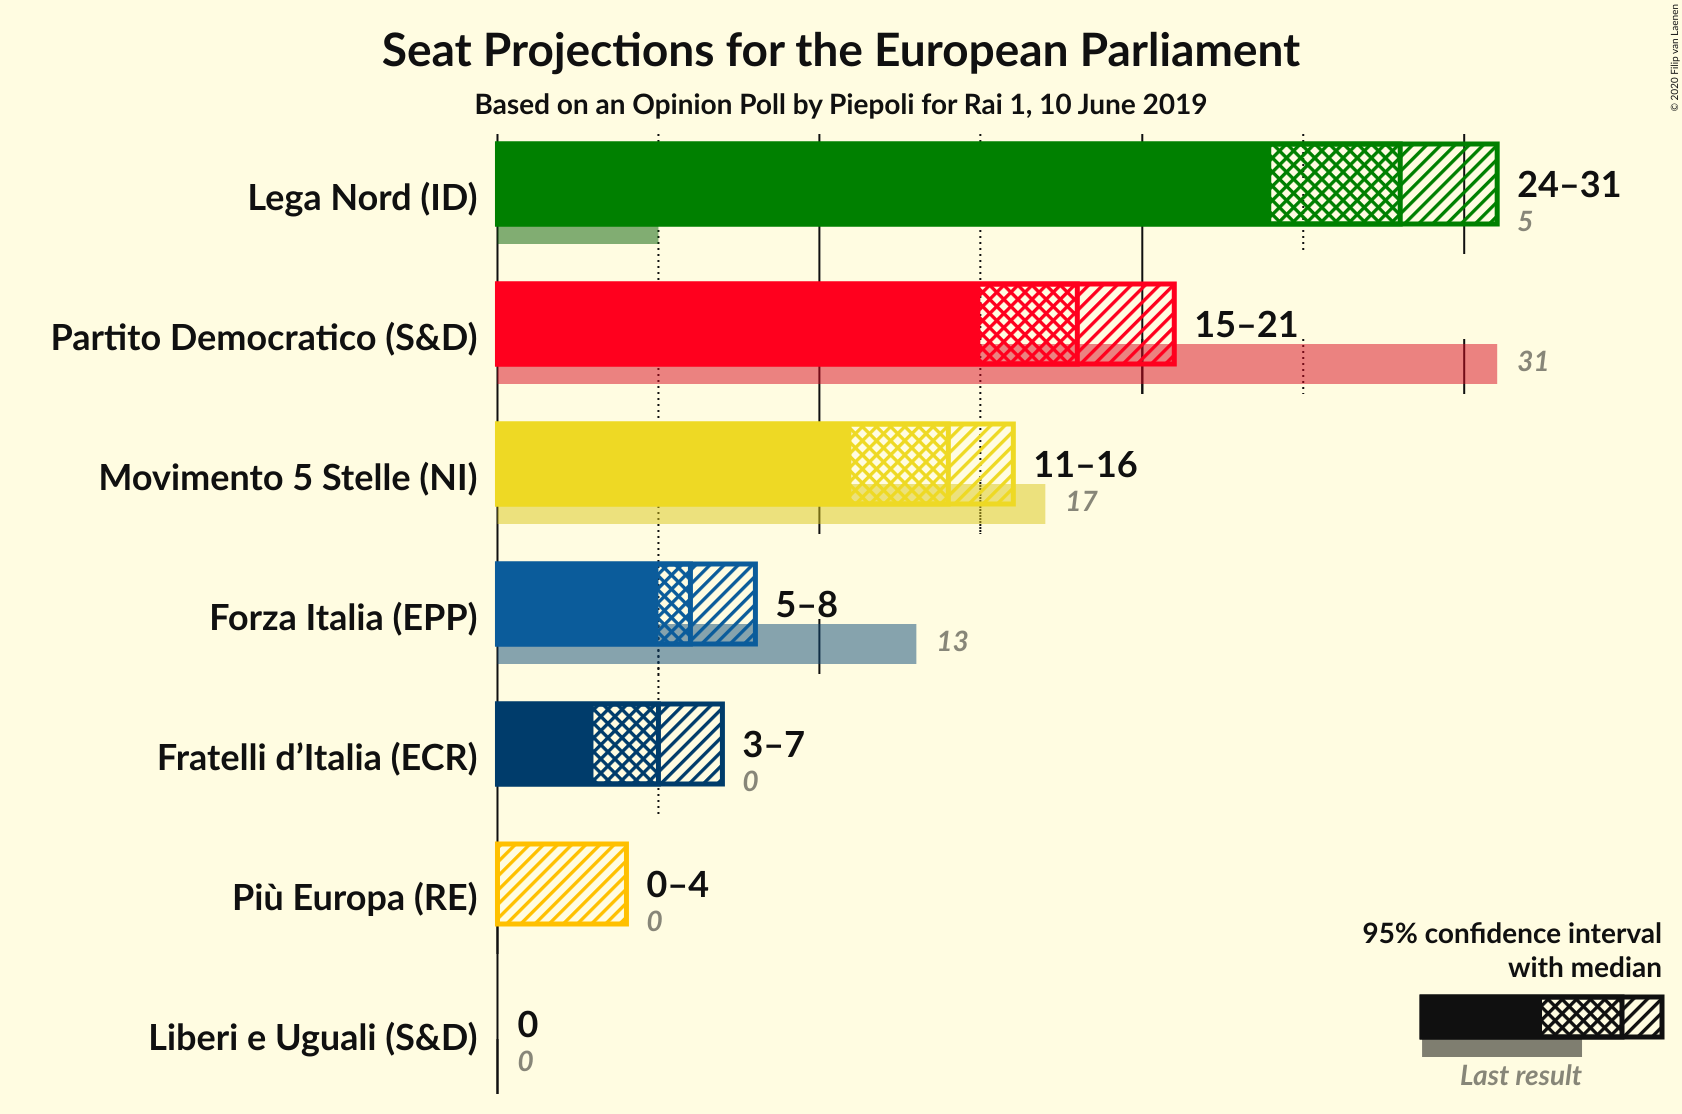 Seat Projections for the European Parliament
Based on an Opinion Poll by Piepoli for Rai 1, 10 June 2019
© 2020 Filip van Laenen
Lega Nord (ID)
24–31
5
Partito Democratico (S&D)
15–21
31
Movimento 5 Stelle (NI)
11–16
17
Forza Italia (EPP)
5–8
13
Fratelli d’Italia (ECR)
3–7
0
Più Europa (RE)
0–4
0
Liberi e Uguali (S&D)
0
0
95% confidence interval
with median
Last result